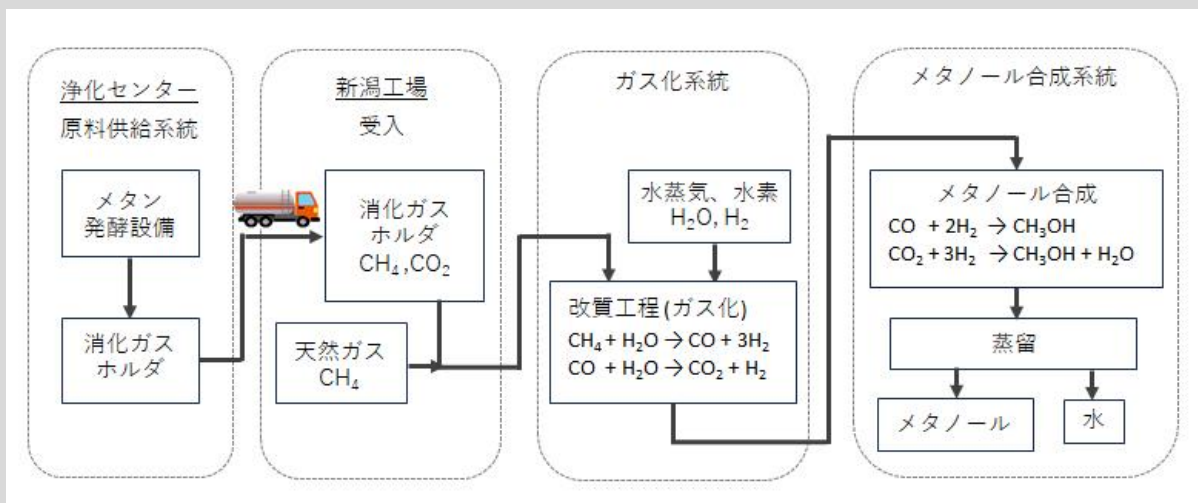 浄化センター
原料供給系統
メタン
発酵設備
消化ガス
ホルダ
新潟工場
受入
消化ガス
ホルダ
CH₄ ,CO₂
天然ガス
CH₄
ガス化系統
水蒸気、水素
H₂O, H₂
改質工程 (ガス化)
CH₄ + H₂O → CO + 3H₂
CO + H₂O → CO₂ + H₂
メタノール合成系統
メタノール合成
CO + 2H₂ → CH₃OH
CO₂ + 3H₂ → CH₃OH + H₂O
蒸留
メタノール
水